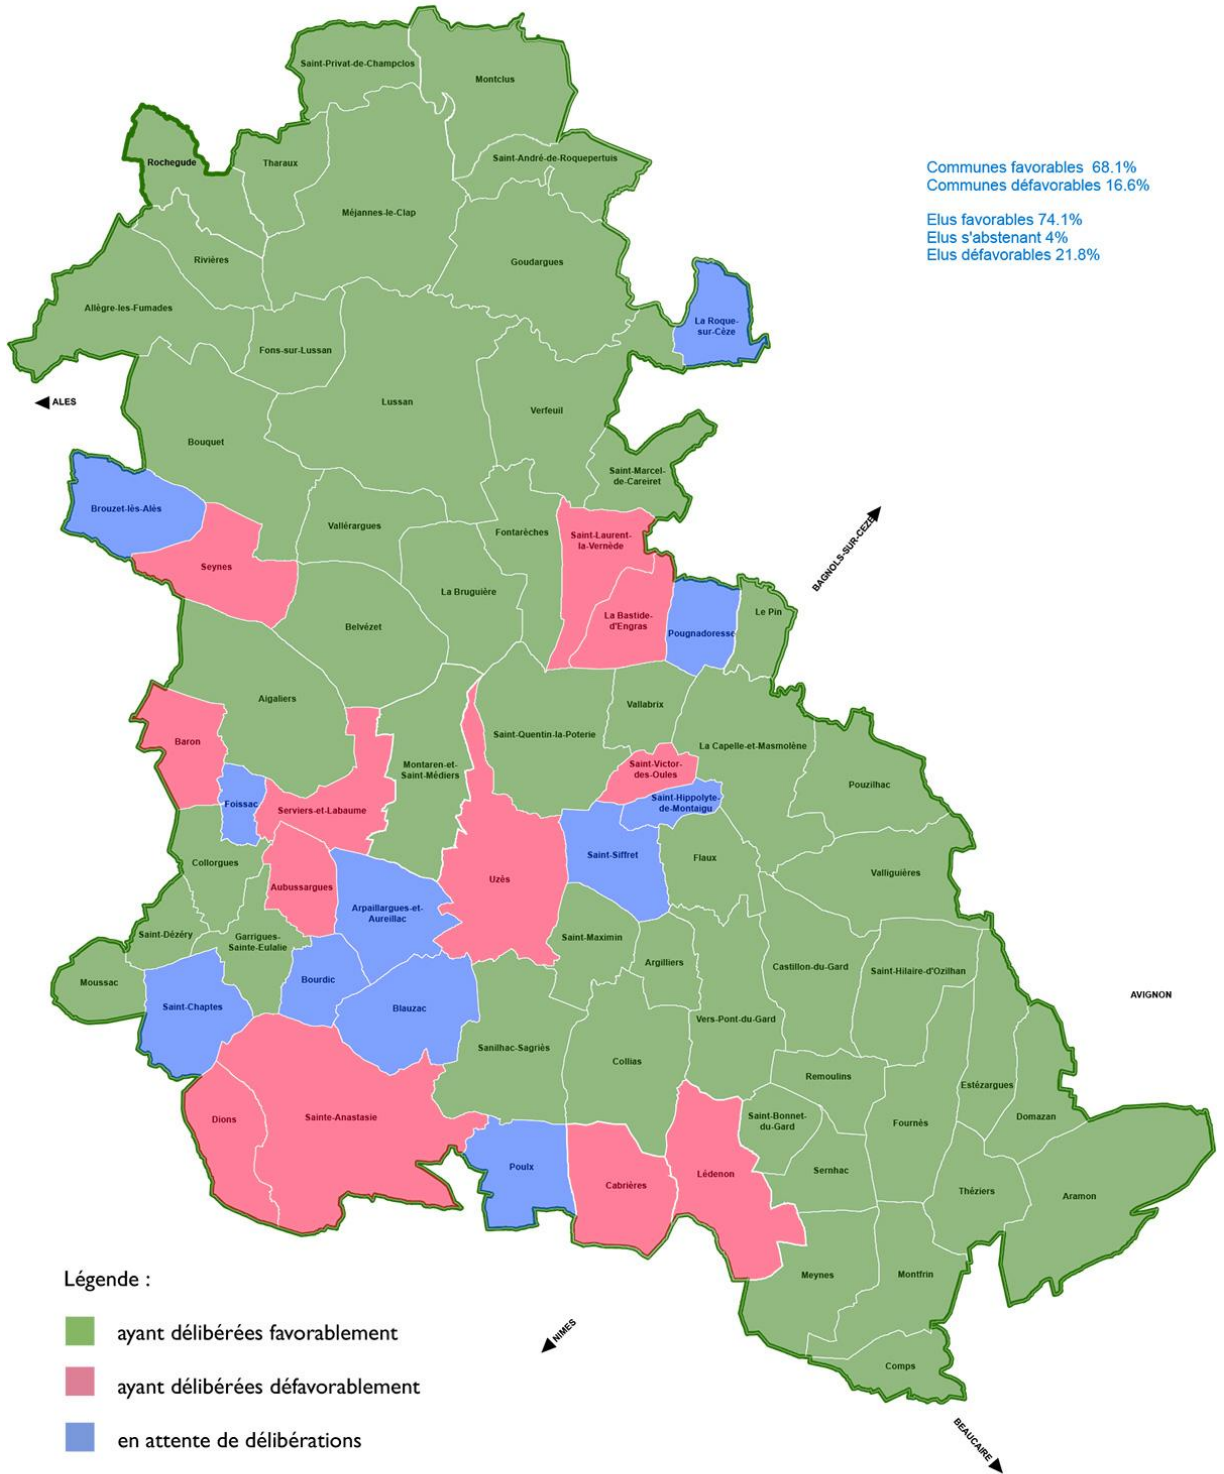 Saint-Privat-de-Champclos
Montclus
Rochegude
Tharaux
Saint-André-de-Roquepertuis
Communes favorables 68.1%
Communes défavorables 16.6%
Elus favorables 74.1%
Elus s'abstenant 4%
Elus défavorables 21.8%
Méjannes-le-Clap
Rivières
Goudargues
Allègre-les-Fumades
La Roque-
sur-Cèze
Fons-sur-Lussan
ALES
Lussan
Verfeuil
Bouquet
Saint-Marcel-
de-Careiret
Brouzet-lès-Alès
Vallérargues
Fontarèches
Saint-Laurent-
la-Vernède
BAGNOLS-SUR-CEZE
Seynes
La Bruguière
La Bastide-
d'Engras
Le Pin
Belvézet
Pougnadoresse
Aigaliers
Vallabrix
Baron
Saint-Quentin-la-Poterie
La Capelle-et-Masmolène
Montaren-et-
Saint-Médiers
Saint-Victor-
des-Oules
Pouzilhac
Foissac
Serviers-et-Labaume
Saint-Hippolyte-
de-Montaigu
Collorgues
Saint-Siffret
Flaux
Valliguières
Aubussargues
Uzès
Arpaillargues-et-
Aureillac
Saint-Dézéry
Garrigues-
Sainte-Eulalie
Saint-Maximin
Argilliers
Castillon-du-Gard
Saint-Hilaire-d'Ozilhan
Moussac
Bourdic
AVIGNON
Saint-Chaptes
Blauzac
Vers-Pont-du-Gard
Sanilhac-Sagriès
Collias
Remoulins
Estézargues
Dions
Sainte-Anastasie
Saint-Bonnet-
du-Gard
Fournès
Domazan
Poulx
Cabrières
Lédenon
Sernhac
Théziers
Aramon
Meynes
Montfrin
Légende :
ayant délibérées favorablement
NIMES
Comps
ayant délibérées défavorablement
en attente de délibérations
BEAUCAIRE